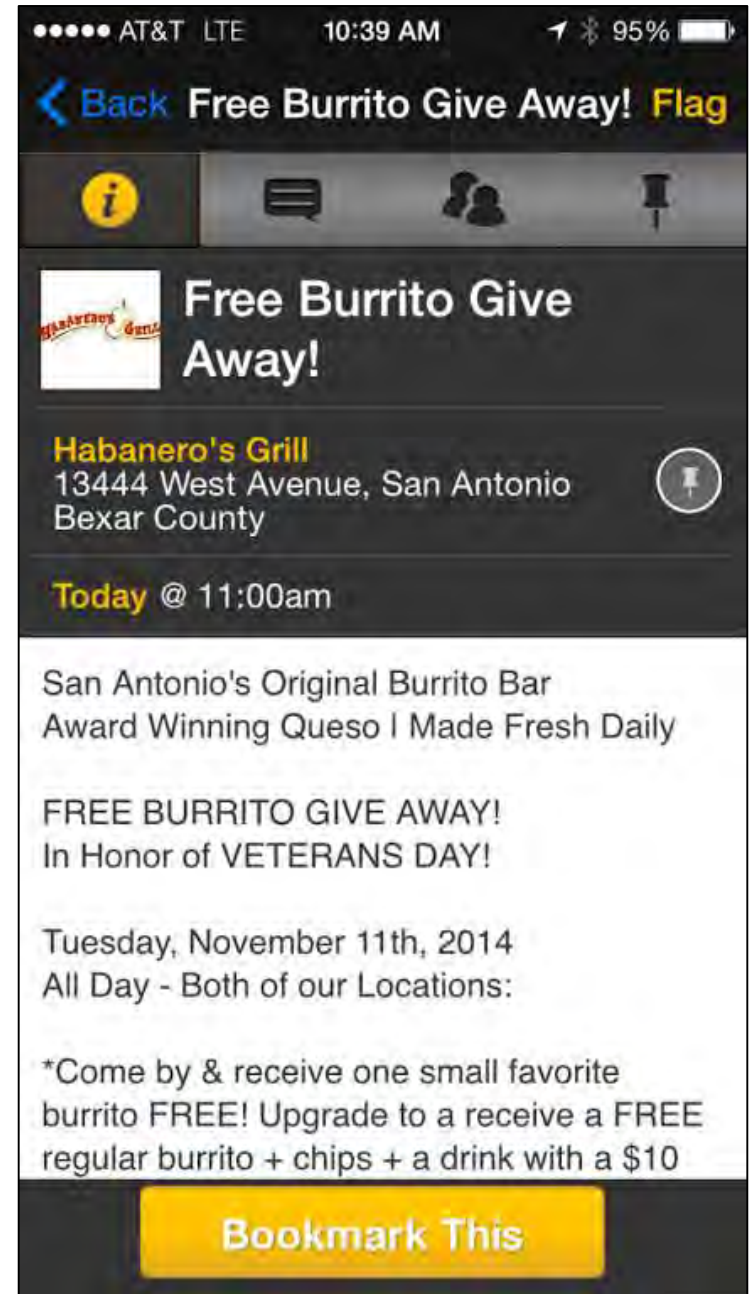 AT&T LTE 10:39 AM 95%
Back Free Burrito Give Away! Flag
i
HABANERO'S GRILL
Free Burrito Give
Away!
Habanero's Grill
13444 West Avenue, San Antonio
Bexar County
Today @ 11:00am
San Antonio's Original Burrito Bar
Award Winning Queso | Made Fresh Daily
FREE BURRITO GIVE AWAY!
In Honor of VETERANS DAY!
Tuesday, November 11th, 2014
All Day - Both of our Locations:
*Come by & receive one small favorite
burrito FREE! Upgrade to a receive a FREE
regular burrito + chips + a drink with a $10
Bookmark This